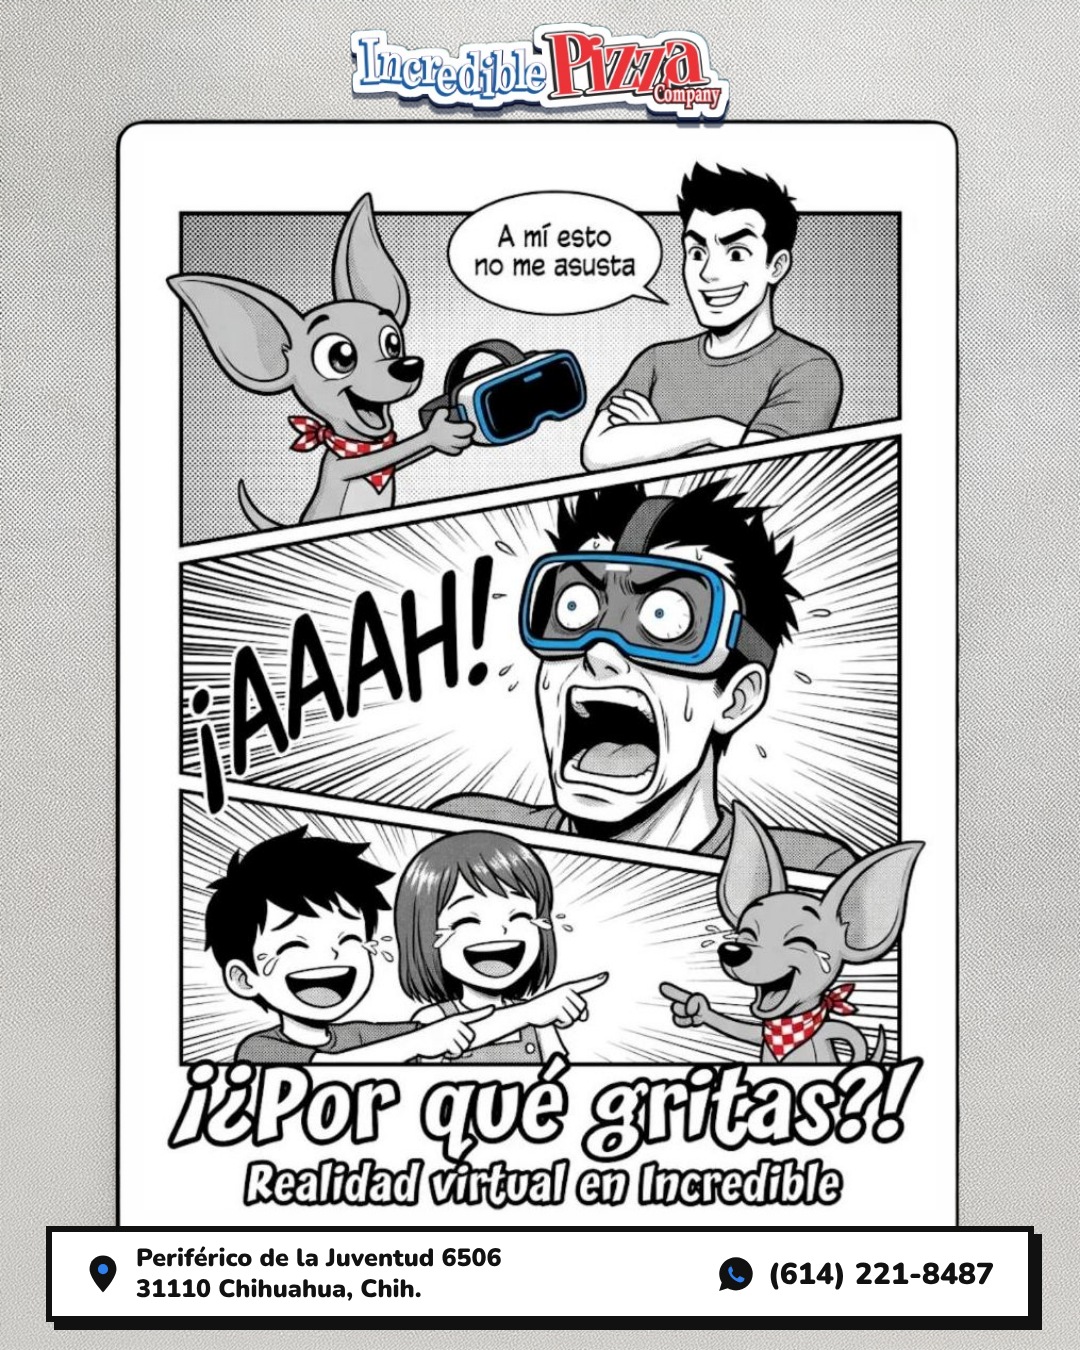 Incredible Pizza
Company
A mí esto
no me asusta
¡AAAH!
¡¿Por qué gritas?!
Realidad virtual en Incredible
Periférico de la Juventud 6506
31110 Chihuahua, Chih.
(614) 221-8487